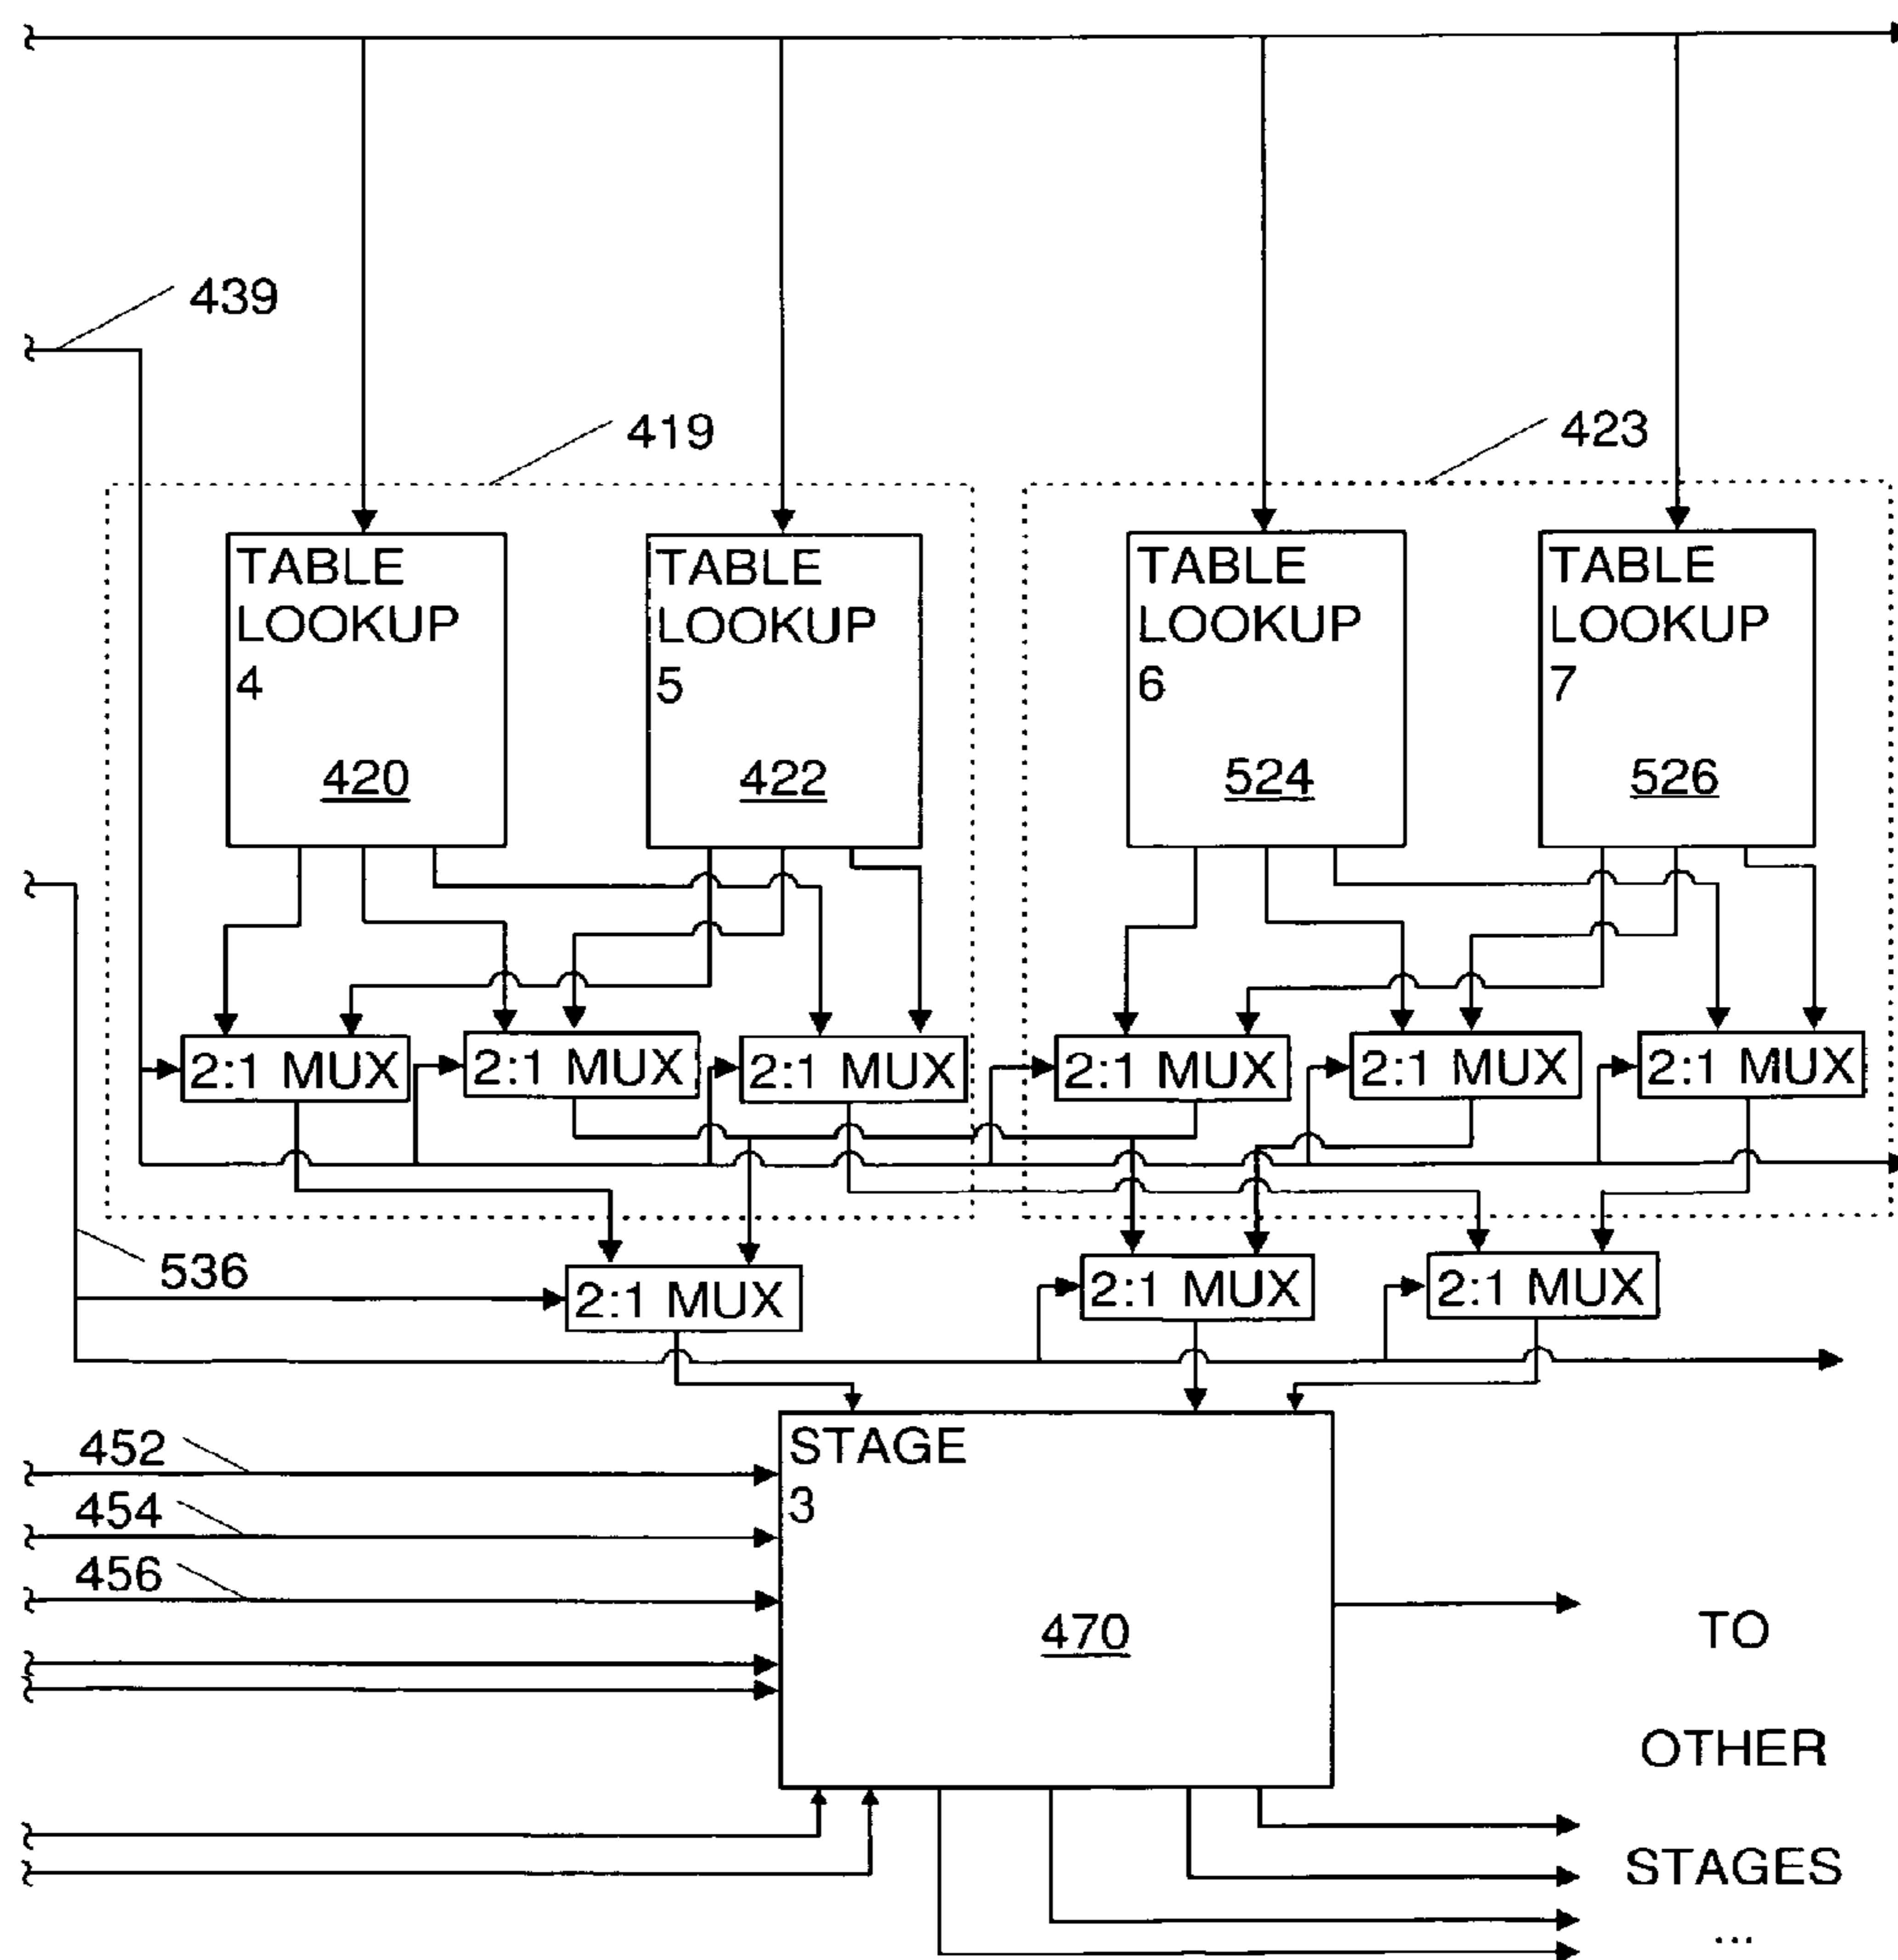 439
419
423
TABLE
LOOKUP
4
420
TABLE
LOOKUP
5
422
TABLE
LOOKUP
6
524
TABLE
LOOKUP
7
526
2:1 MUX
2:1 MUX
2:1 MUX
2:1 MUX
2:1 MUX
2:1 MUX
536
2:1 MUX
2:1 MUX
2:1 MUX
452
454
456
STAGE
3
470
TO
OTHER
STAGES
...